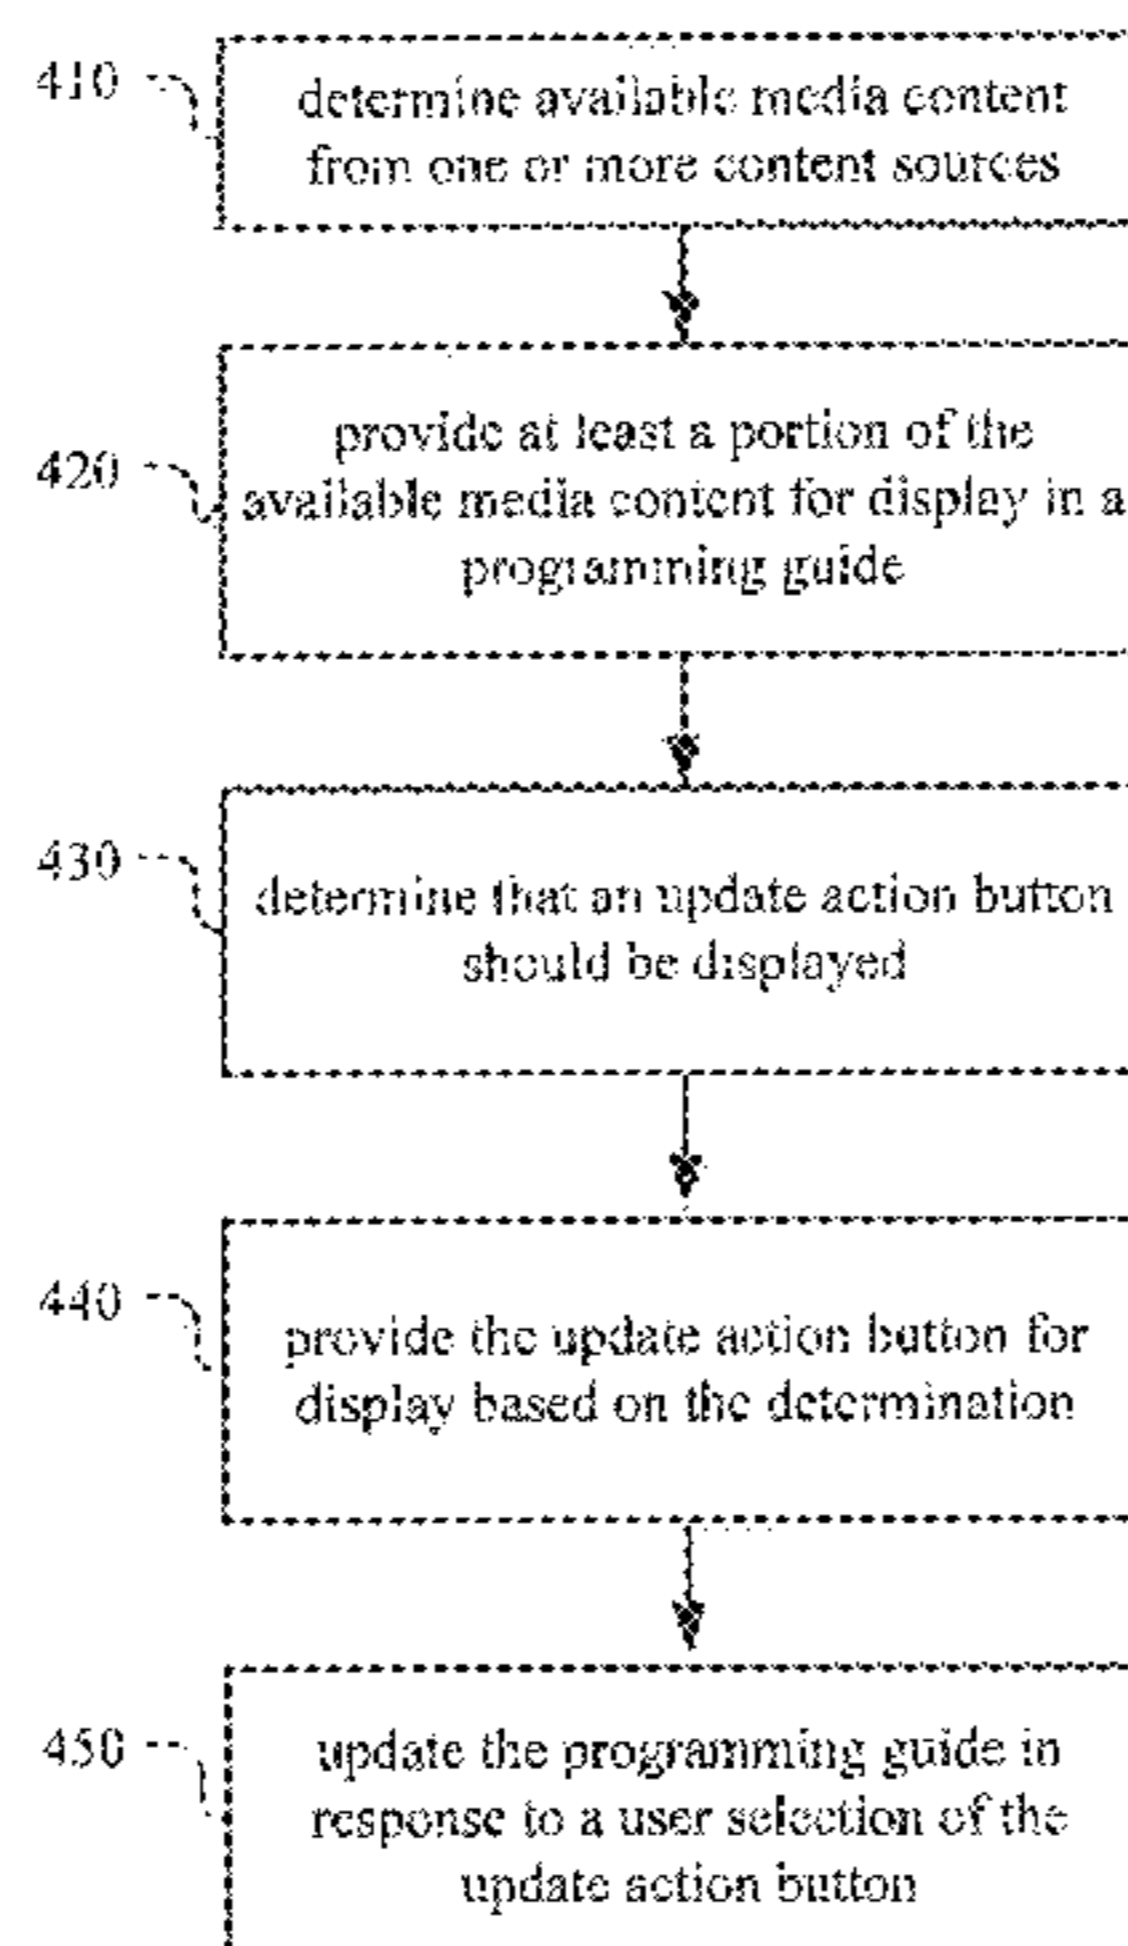 410
determine available media content
from one or more content sources
420
provide at least a portion of the
available media content for display in a
programming guide
430
determine that an update action button
should be displayed
440
provide the update action button for
display based on the determination
450
update the programming guide in
response to a user selection of the
update action button